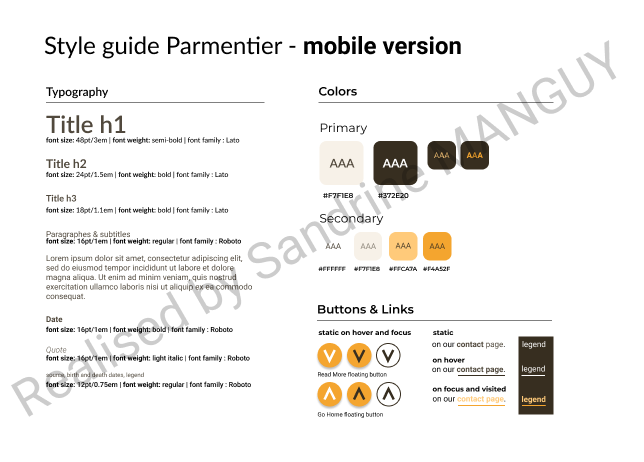 Style guide Parmentier - mobile version
Typography
Title h1
font size: 48pt/3em | font weight: semi-bold | font family : Lato
Title h2
font size: 24pt/1.5em | font weight: bold | font family : Lato
Title h3
font size: 18pt/1.1em | font weight: bold | font family : Lato
Paragraphes & subtitles
font size: 16pt/1em | font weight: regular | font family : Roboto
Lorem ipsum dolor sit amet, consectetur adipiscing elit,
sed do eiusmod tempor incididunt ut labore et dolore
magna aliqua. Ut enim ad minim veniam, quis nostrud
exercitation ullamco laboris nisi ut aliquip ex ea commodo
consequat.
Date
font size: 16pt/1em | font weight: bold | font family : Roboto
Quote
font size: 16pt/1em | font weight: light italic | font family : Roboto
source, birth and death dates, legend
font size: 12pt/0.75em | font weight: regular | font family : Roboto
Colors
Primary
AAA AAA AAA AAA
#F7F1E8 #372E20
Secondary
AAA AAA AAA AAA
#FFFFFF #F7F1E8 #FFCA7A #F4A52F
Buttons & Links
static on hover and focus
Read More floating button
Go Home floating button
static
on our contact page. legend
on hover
on our contact page. legend
on focus and visited
on our contact page. legend
Realised by Sandrine MANGUY